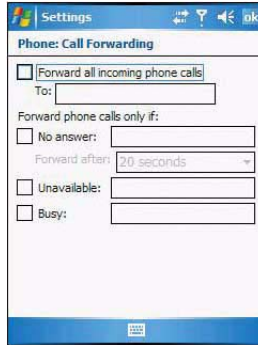 Settings
ok
Phone: Call Forwarding
Forward all incoming phone calls
To:
Forward phone calls only if:
No answer:
Forward after: 20 seconds
Unavailable:
Busy: